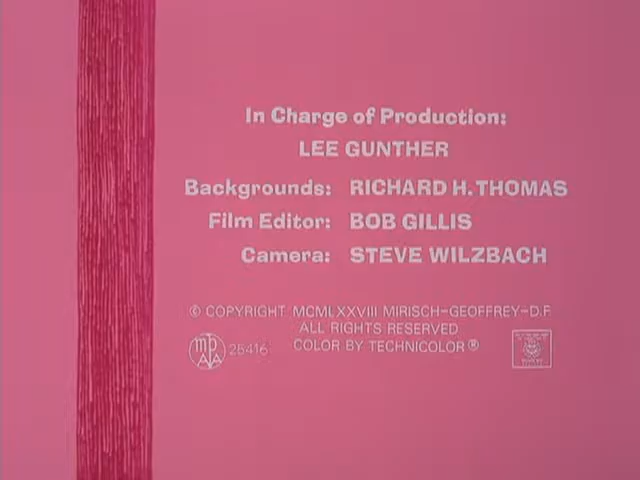 In Charge of Production:
LEE GUNTHER
Backgrounds: RICHARD H. THOMAS
Film Editor: BOB GILLIS
Camera: STEVE WILZBACH
© COPYRIGHT MCMLXXVIII MIRISCH-GEOFFREY-D.F.
ALL RIGHTS RESERVED
MPAA 25416 COLOR BY TECHNICOLOR®